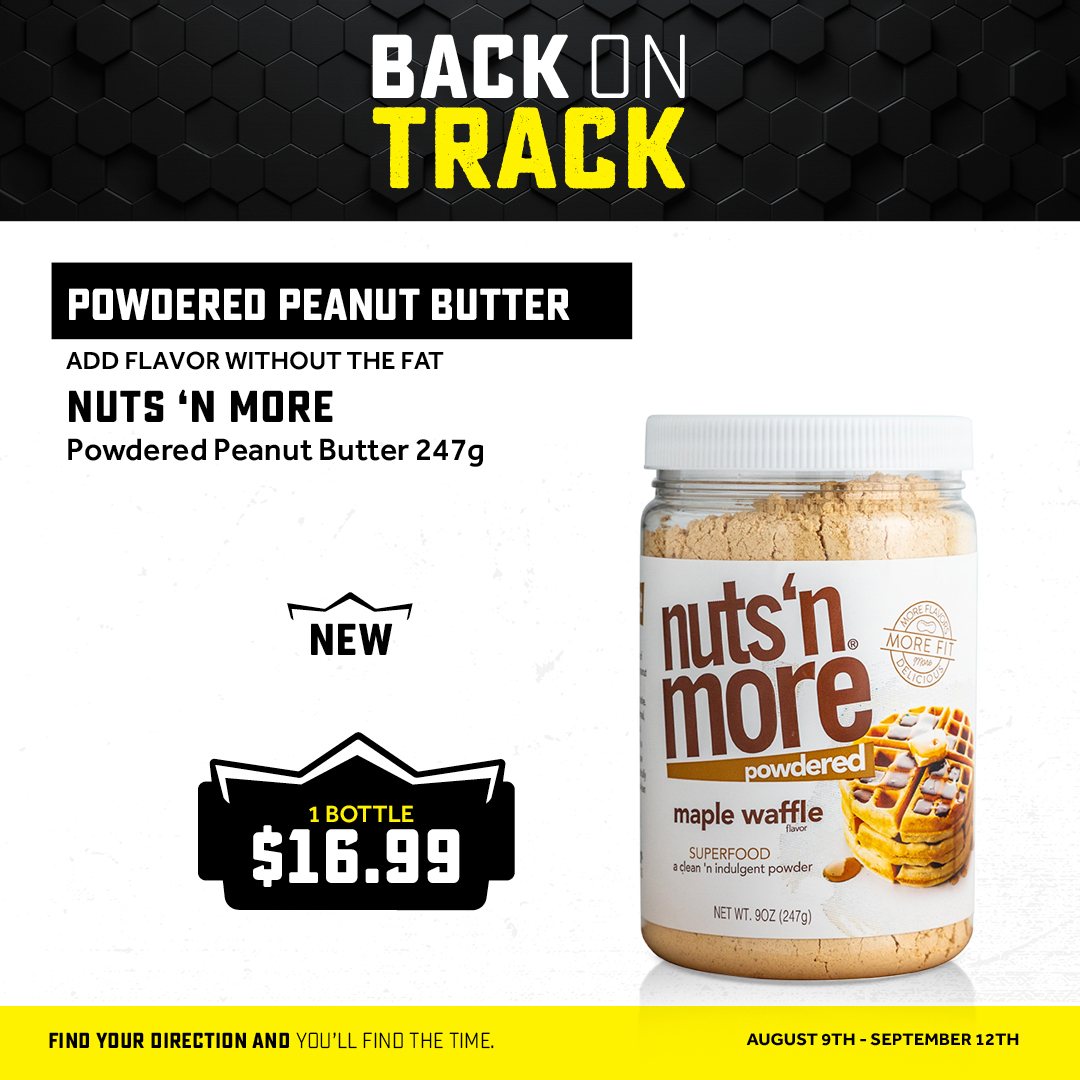 BACK ON
TRACK
POWDERED PEANUT BUTTER
ADD FLAVOR WITHOUT THE FAT
NUTS ‘N MORE
Powdered Peanut Butter 247g
NEW
1 BOTTLE
$16.99
nuts‘n
more®
powdered
maple waffle
flavor
SUPERFOOD
a clean 'n indulgent powder
NET WT. 9OZ (247g)
MORE FLAVOR
MORE FIT
More
DELICIOUS
FIND YOUR DIRECTION AND YOU’LL FIND THE TIME.
AUGUST 9TH - SEPTEMBER 12TH